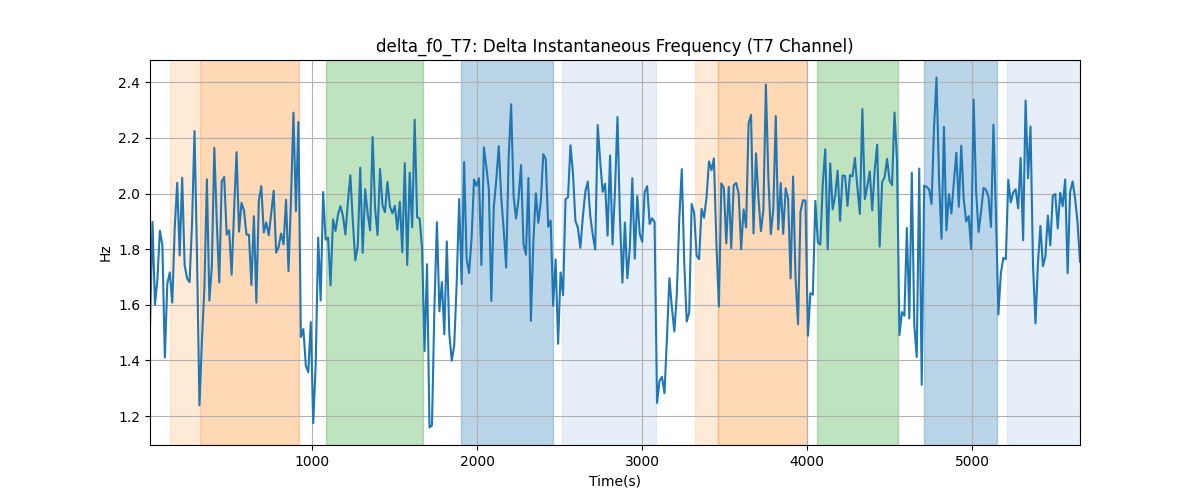 delta_f0_T7: Delta Instantaneous Frequency (T7 Channel)
Hz
2.4
2.2
2.0
1.8
1.6
1.4
1.2
1000 2000 3000 4000 5000
Time(s)